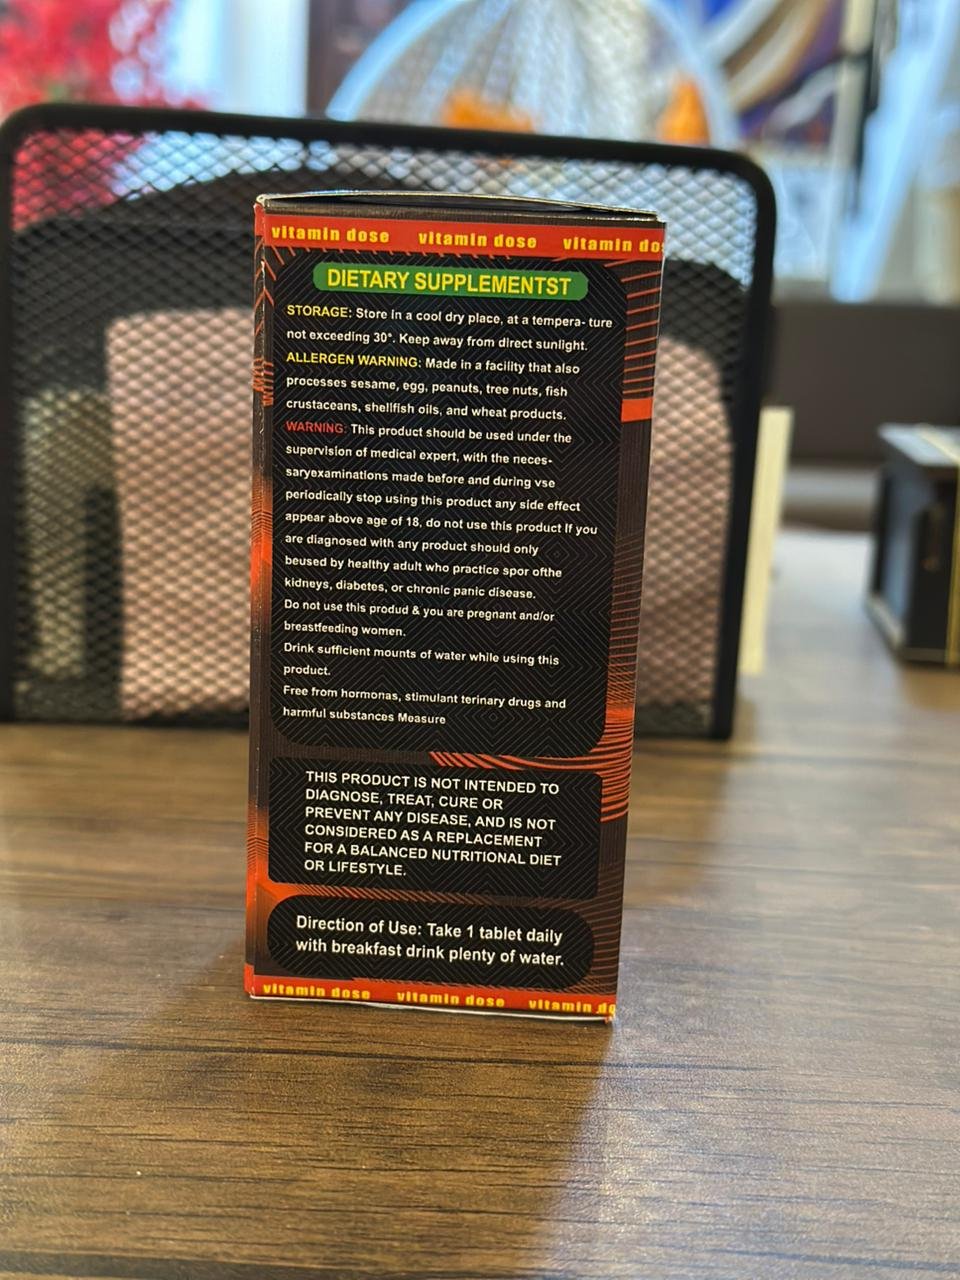 vitamin dose vitamin dose vitamin do
DIETARY SUPPLEMENTST
STORAGE: Store in a cool dry place, at a tempera- ture
not exceeding 30°. Keep away from direct sunlight.
ALLERGEN WARNING: Made in a facility that also
processes sesame, egg, peanuts, tree nuts, fish
crustaceans, shellfish oils, and wheat products.
WARNING: This product should be used under the
supervision of medical expert, with the neces-
saryexaminations made before and during vse
periodically stop using this product any side effect
appear above age of 18, do not use this product If you
are diagnosed with any product should only
beused by healthy adult who practice spor ofthe
kidneys, diabetes, or chronic panic disease.
Do not use this produd & you are pregnant and/or
breastfeeding women.
Drink sufficient mounts of water while using this
product.
Free from hormonas, stimulant terinary drugs and
harmful substances Measure
THIS PRODUCT IS NOT INTENDED TO
DIAGNOSE, TREAT, CURE OR
PREVENT ANY DISEASE, AND IS NOT
CONSIDERED AS A REPLACEMENT
FOR A BALANCED NUTRITIONAL DIET
OR LIFESTYLE.
Direction of Use: Take 1 tablet daily
with breakfast drink plenty of water.
vitamin dose vitamin dose vitamin do